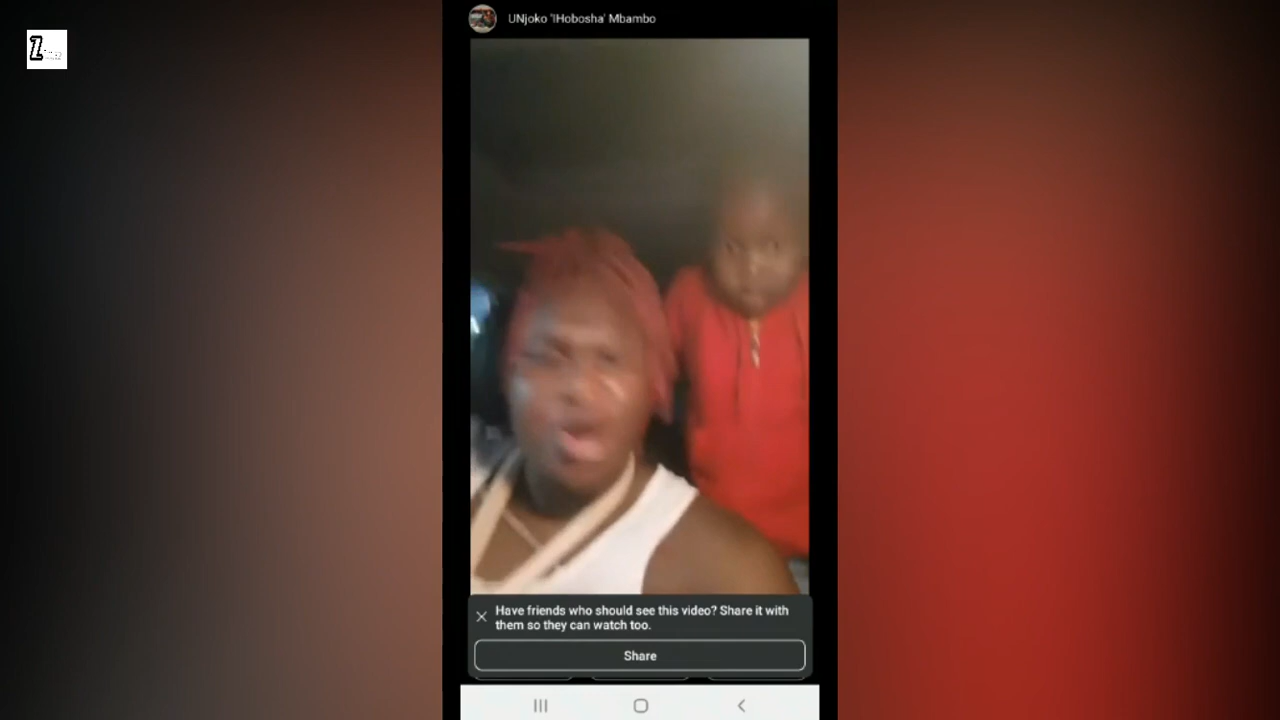 UNjoko 'IHobosha' Mbambo
Have friends who should see this video? Share it with
them so they can watch too.
Share